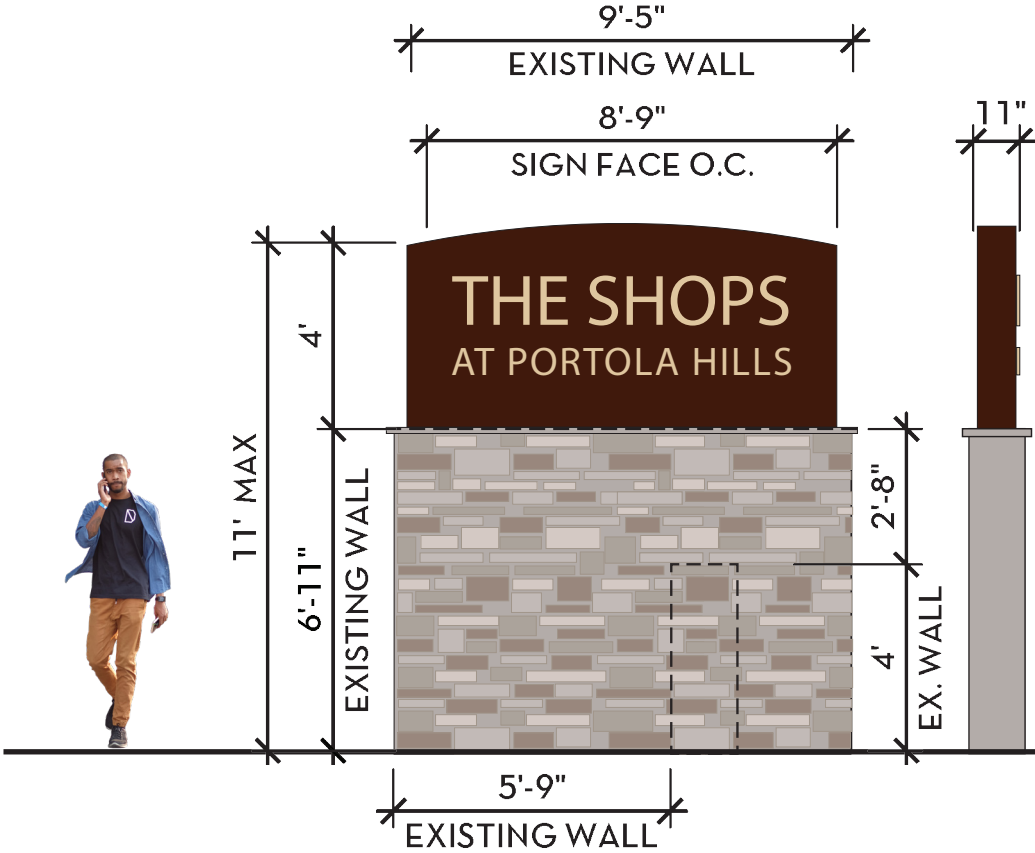 9'-5"
EXISTING WALL
8'-9"
SIGN FACE O.C.
11"
THE SHOPS
AT PORTOLA HILLS
4'
11' MAX
6'-11"
EXISTING WALL
2'-8"
4'
EX. WALL
5'-9"
EXISTING WALL